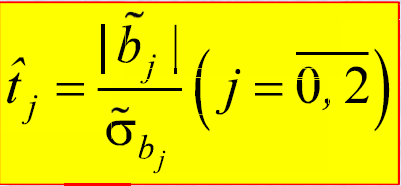 t̂_j = |b̃_j| / σ̃_{b_j} ( j = \overline{0, 2} )